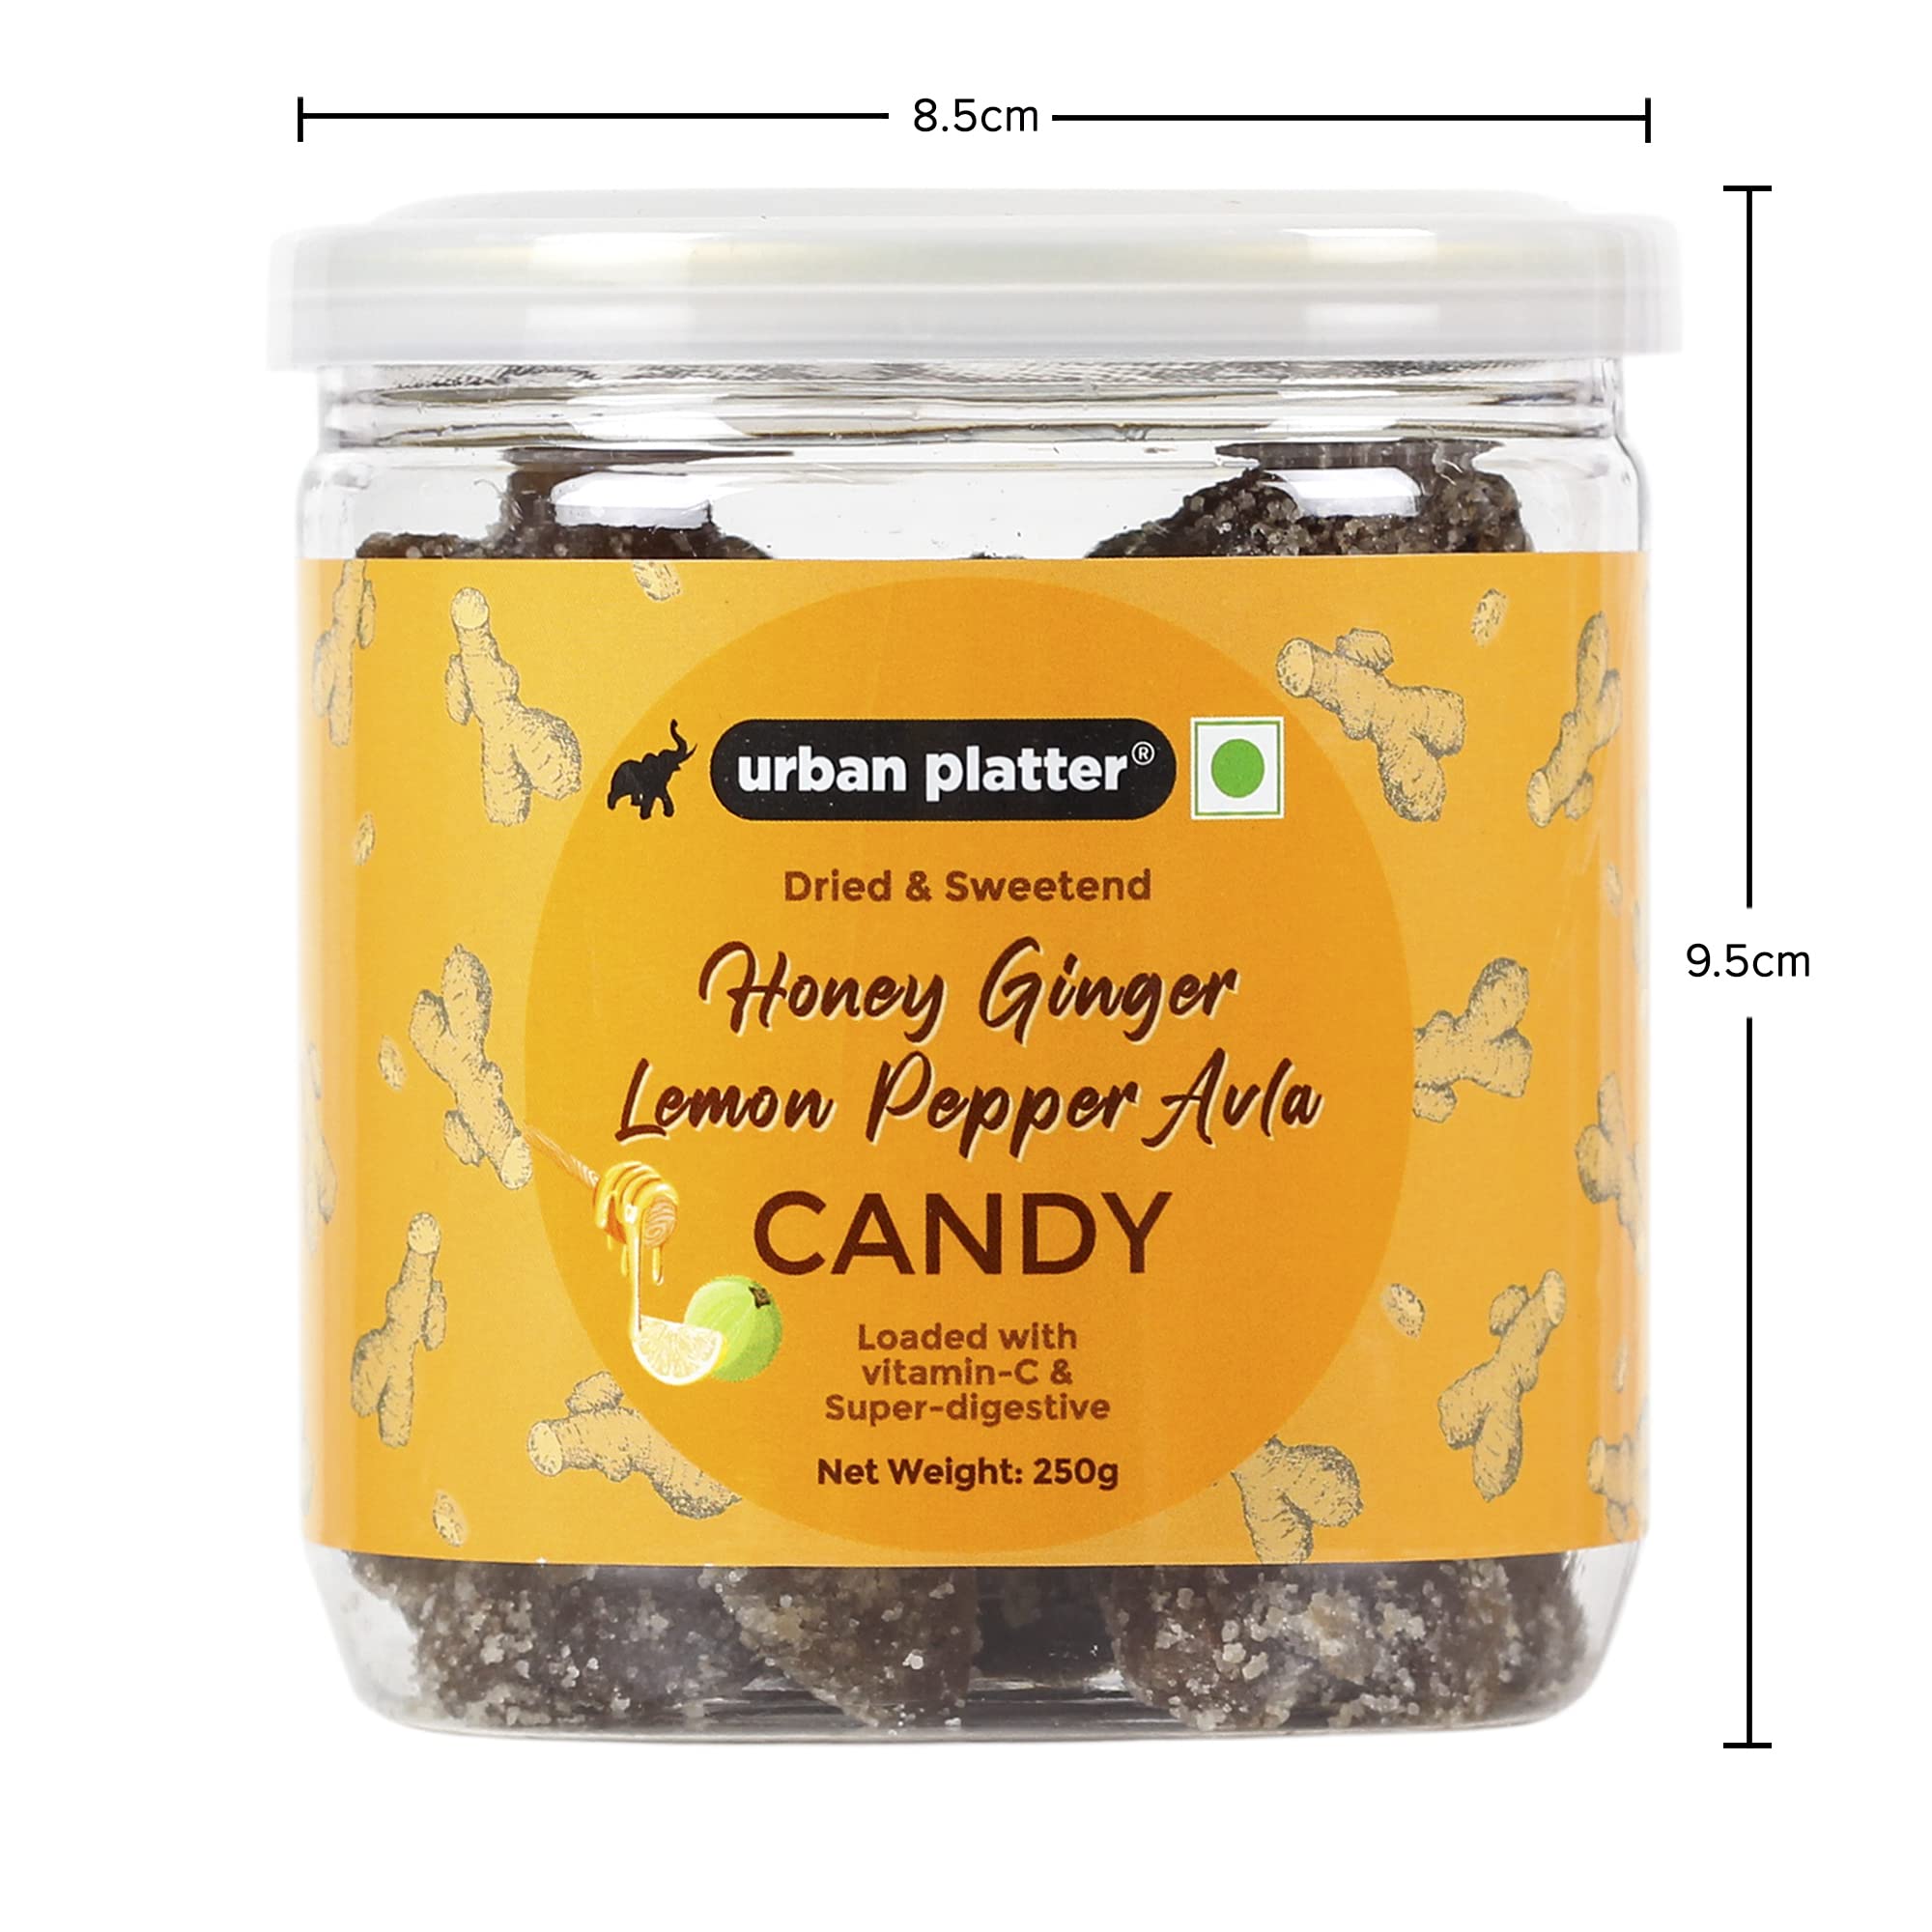 8.5cm
urban platter®
Dried & Sweetend
Honey Ginger
Lemon Pepper Avla
CANDY
9.5cm
Loaded with
vitamin-C &
Super-digestive
Net Weight: 250g